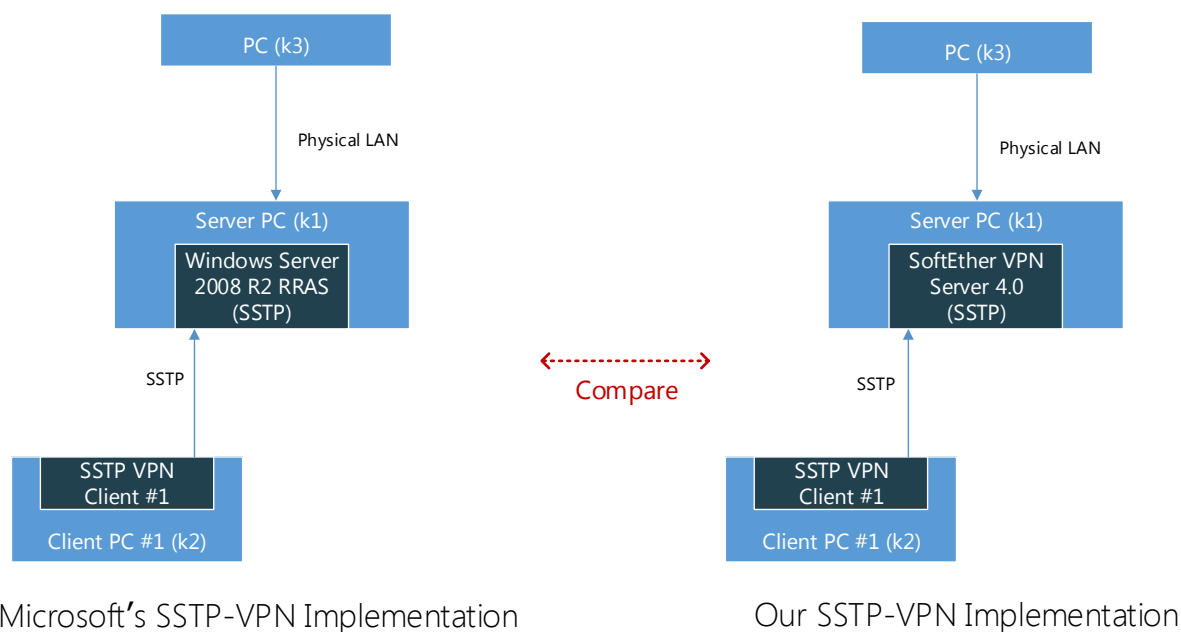 PC (k3)
Physical LAN
Server PC (k1)
Windows Server
2008 R2 RRAS
(SSTP)
SSTP
SSTP VPN
Client #1
Client PC #1 (k2)
Microsoft's SSTP-VPN Implementation
Compare
PC (k3)
Physical LAN
Server PC (k1)
SoftEther VPN
Server 4.0
(SSTP)
SSTP
SSTP VPN
Client #1
Client PC #1 (k2)
Our SSTP-VPN Implementation